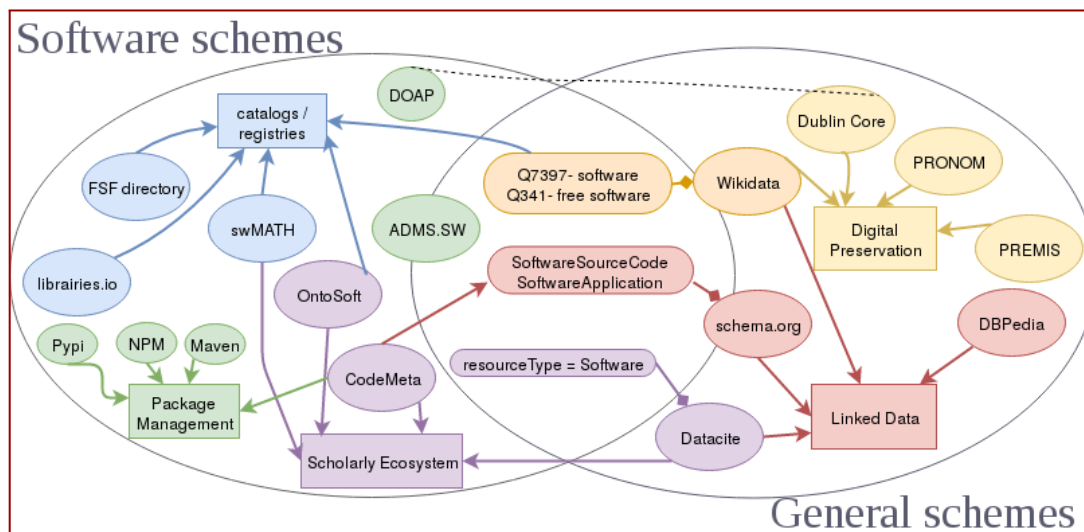 Software schemes
DOAP
catalogs /
registries
Dublin Core
PRONOM
FSF directory
Q7397- software
Q341- free software
Wikidata
swMATH
ADMS.SW
Digital
Preservation
PREMIS
librairies.io
OntoSoft
SoftwareSourceCode
SoftwareApplication
schema.org
DBPedia
Pypi
NPM
Maven
CodeMeta
resourceType = Software
Package
Management
Datacite
Linked Data
Scholarly Ecosystem
General schemes